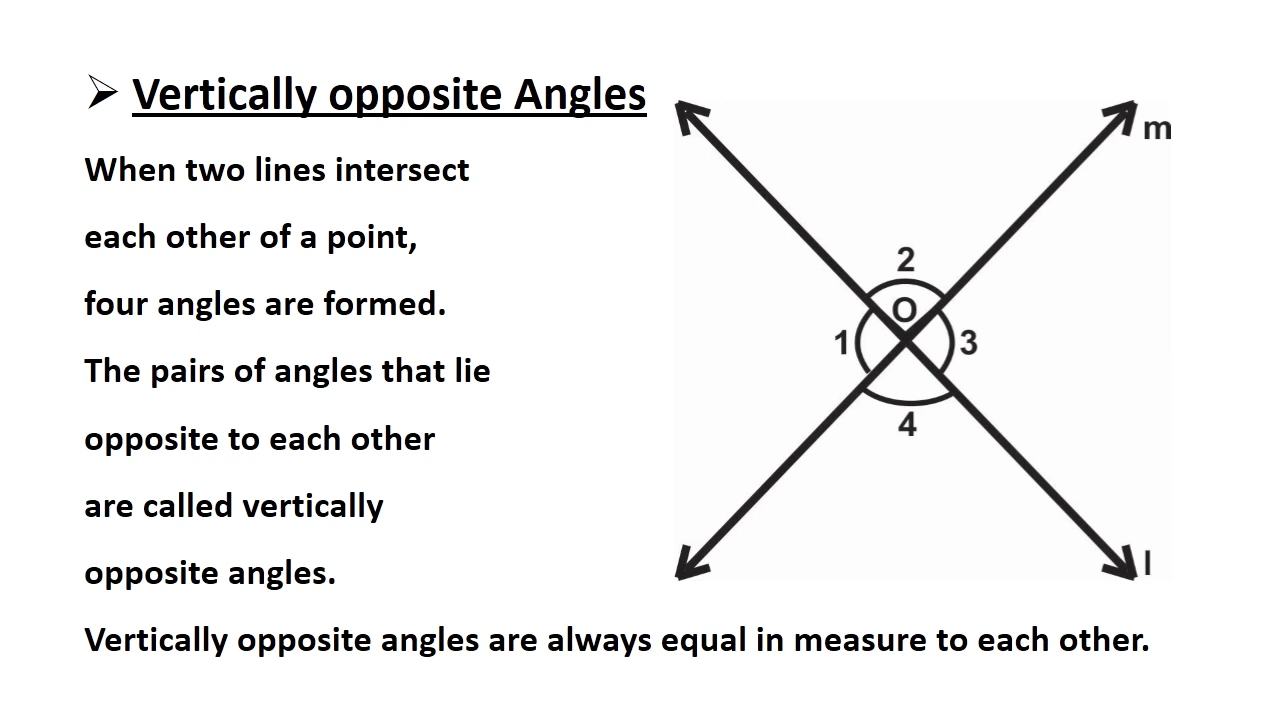 ➢ Vertically opposite Angles
When two lines intersect
each other of a point,
four angles are formed.
The pairs of angles that lie
opposite to each other
are called vertically
opposite angles.
Vertically opposite angles are always equal in measure to each other.
m
2
O
1
3
4
l